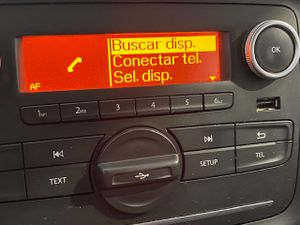 Buscar disp.
Conectar tel.
Sel. disp.
AF
OK
1 2 3 4 5 6
SETUP TEL
TEXT